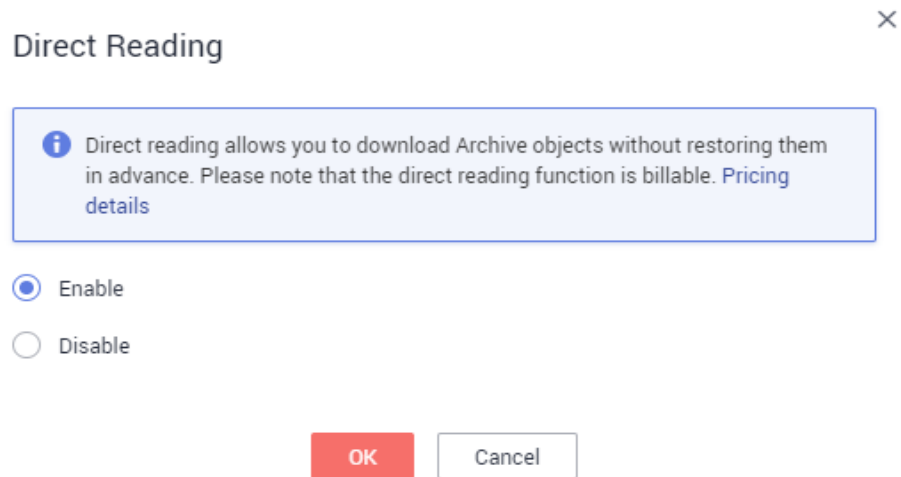 Direct Reading
Direct reading allows you to download Archive objects without restoring them
in advance. Please note that the direct reading function is billable. Pricing
details
Enable
Disable
OK
Cancel